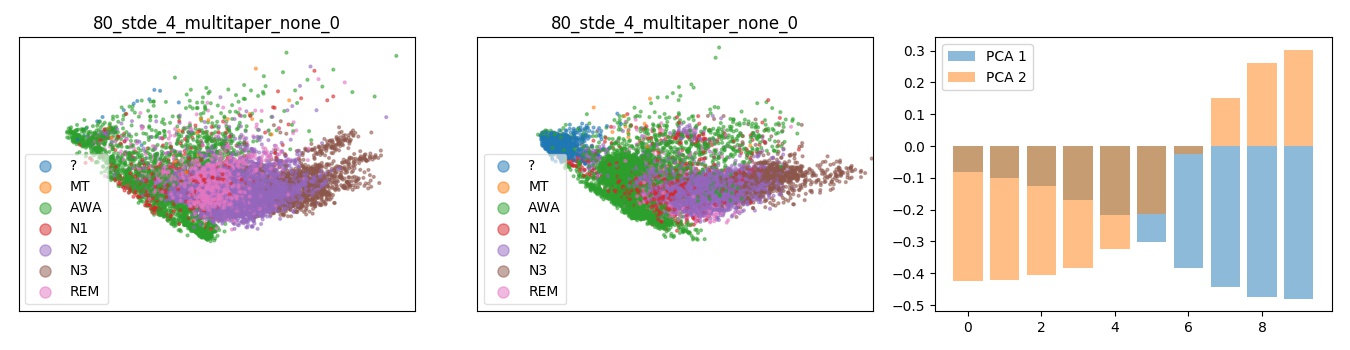 80_stde_4_multitaper_none_0
?
MT
AWA
N1
N2
N3
REM
80_stde_4_multitaper_none_0
?
MT
AWA
N1
N2
N3
REM
PCA 1
PCA 2
0.3
0.2
0.1
0.0
−0.1
−0.2
−0.3
−0.4
−0.5
0 2 4 6 8